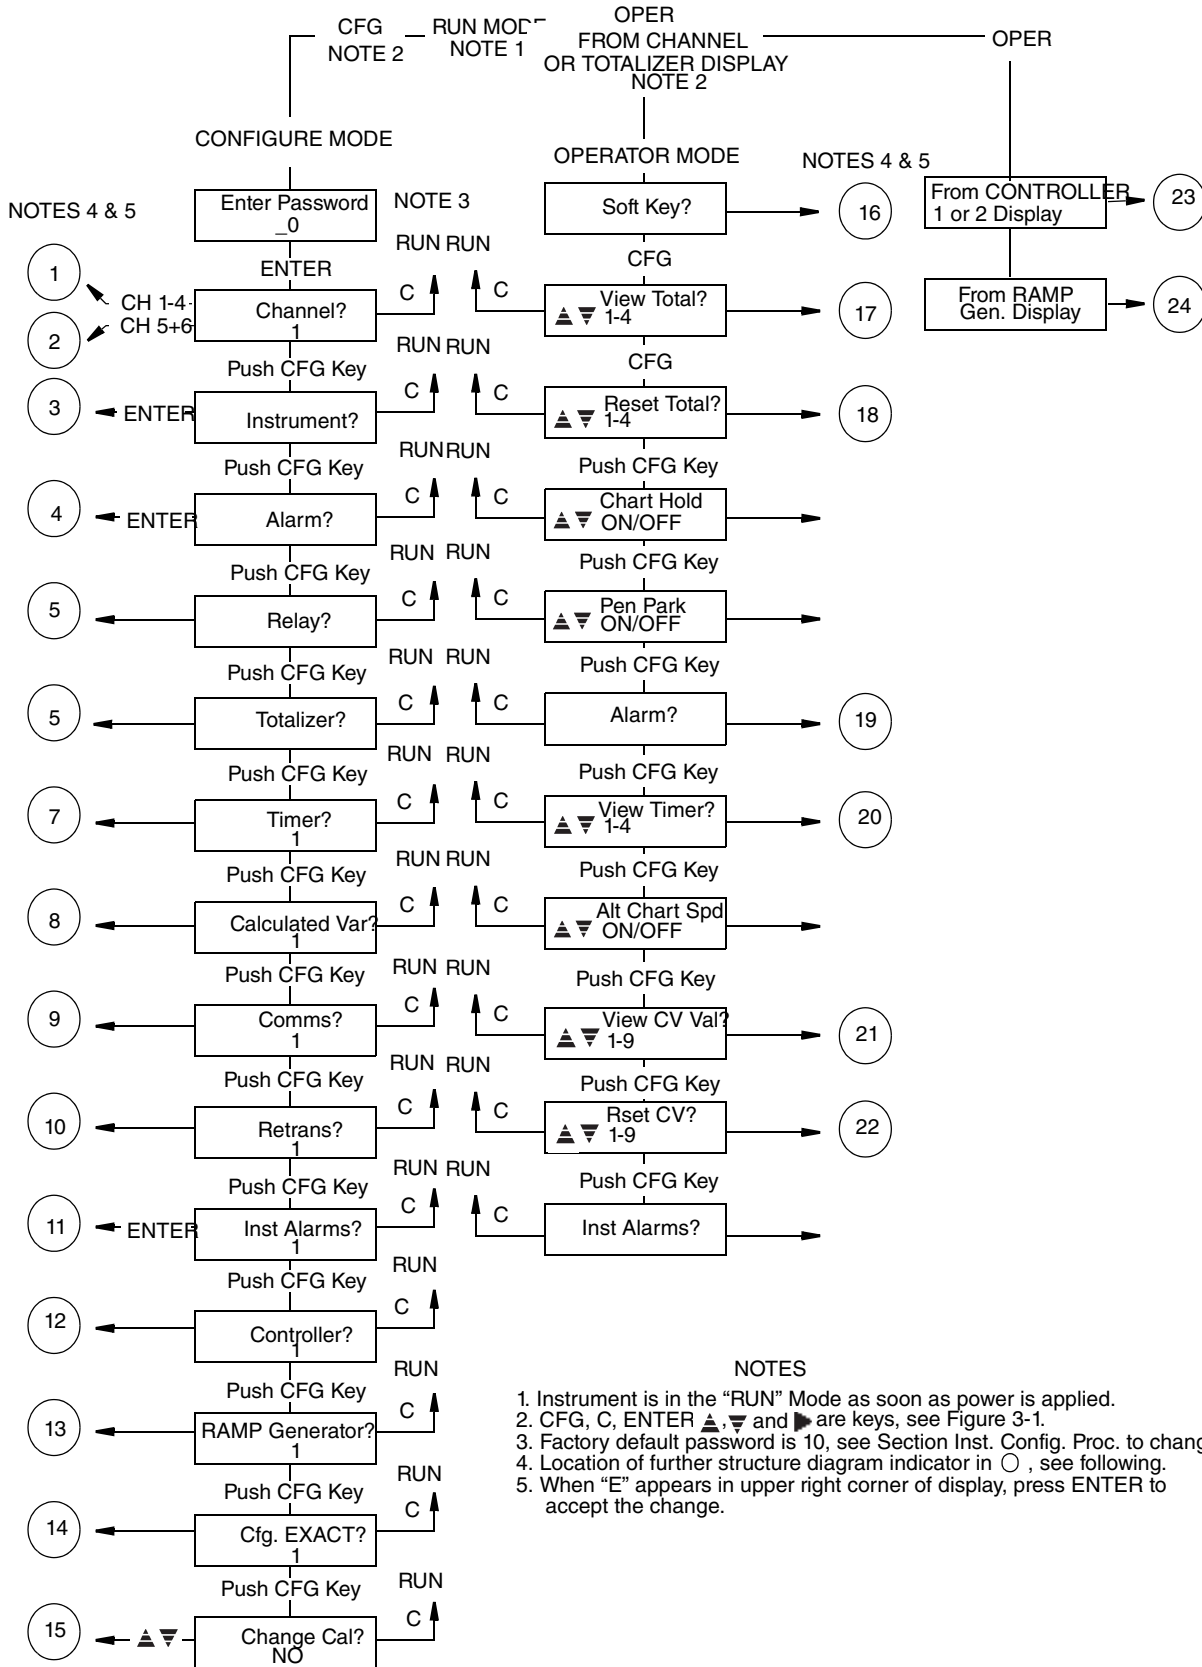 CFG
NOTE 2
RUN MODE
NOTE 1
OPER
FROM CHANNEL
OR TOTALIZER DISPLAY
NOTE 2
OPER
CONFIGURE MODE
OPERATOR MODE
NOTES 4 & 5
NOTES 4 & 5
Enter Password
_0
NOTE 3
Soft Key?
16
From CONTROLLER
1 or 2 Display
23
RUN RUN
1
ENTER
CFG
CH 1-4
CH 5+6
2
Channel?
1
C
C
View Total?
1-4
17
From RAMP
Gen. Display
24
Push CFG Key
RUN RUN
CFG
3
ENTER
Instrument?
C
C
Reset Total?
1-4
18
Push CFG Key
RUN RUN
Push CFG Key
4
ENTER
Alarm?
C
C
Chart Hold
ON/OFF
Push CFG Key
RUN RUN
Push CFG Key
5
Relay?
C
C
Pen Park
ON/OFF
Push CFG Key
RUN RUN
Push CFG Key
5
Totalizer?
C
C
Alarm?
19
Push CFG Key
RUN RUN
Push CFG Key
7
Timer?
1
C
C
View Timer?
1-4
20
Push CFG Key
RUN RUN
Push CFG Key
8
Calculated Var?
1
C
C
Alt Chart Spd
ON/OFF
Push CFG Key
RUN RUN
Push CFG Key
9
Comms?
1
C
C
View CV Val?
1-9
21
Push CFG Key
RUN RUN
Push CFG Key
10
Retrans?
1
C
C
Rset CV?
1-9
22
Push CFG Key
RUN RUN
Push CFG Key
11
ENTER
Inst Alarms?
1
C
C
Inst Alarms?
Push CFG Key
RUN
12
Controller?
1
C
Push CFG Key
RUN
13
RAMP Generator?
1
C
Push CFG Key
RUN
14
Cfg. EXACT?
1
C
Push CFG Key
RUN
15
Change Cal?
NO
C
NOTES
1. Instrument is in the “RUN” Mode as soon as power is applied.
2. CFG, C, ENTER ▲, ▼ and ▶ are keys, see Figure 3-1.
3. Factory default password is 10, see Section Inst. Config. Proc. to chang
4. Location of further structure diagram indicator in ○ , see following.
5. When “E” appears in upper right corner of display, press ENTER to
accept the change.